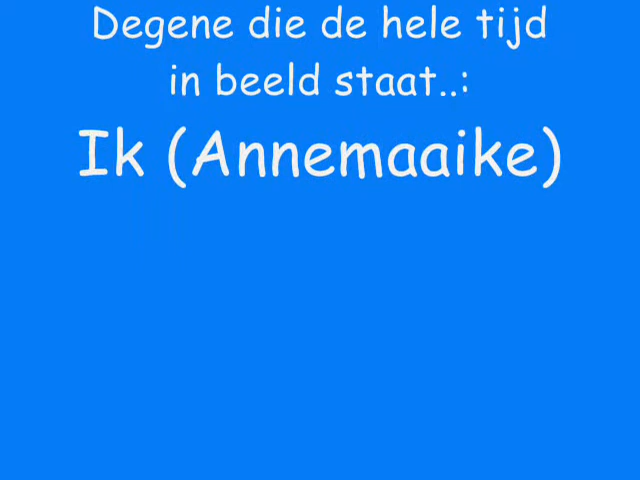 Degene die de hele tijd
in beeld staat..:
Ik (Annemaaike)